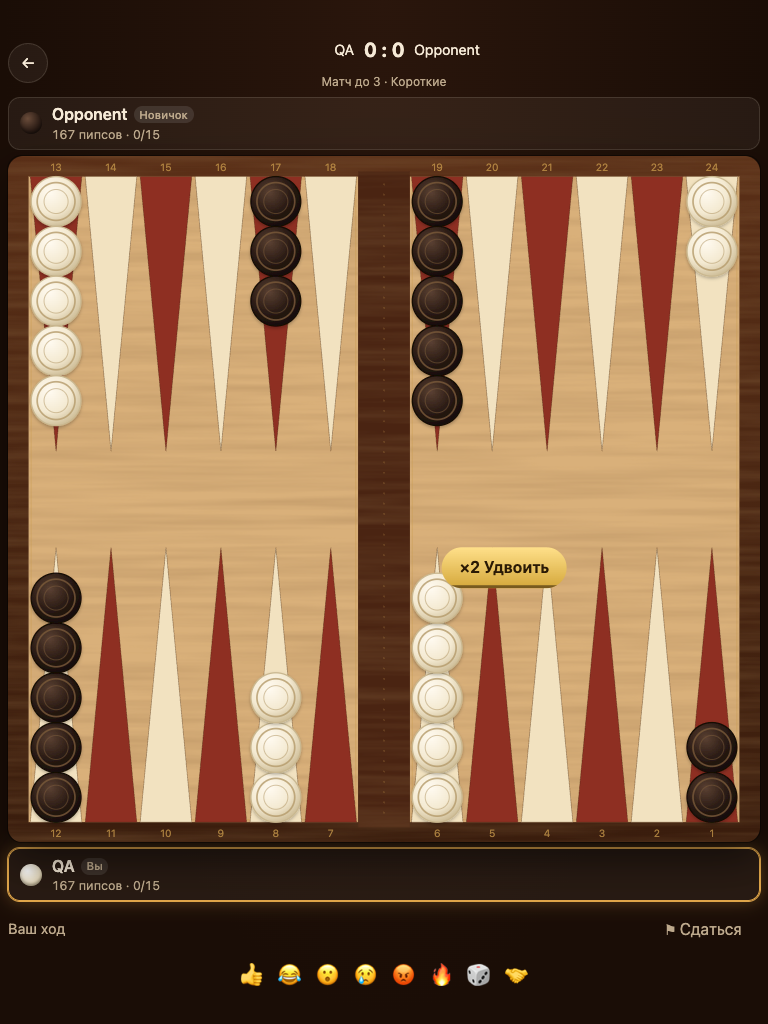 QA 0 : 0 Opponent
Матч до 3 · Короткие
Opponent Новичок
167 пипсов · 0/15
13 14 15 16 17 18 19 20 21 22 23 24
×2 Удвоить
12 11 10 9 8 7 6 5 4 3 2 1
QA Вы
167 пипсов · 0/15
Ваш ход
Сдаться